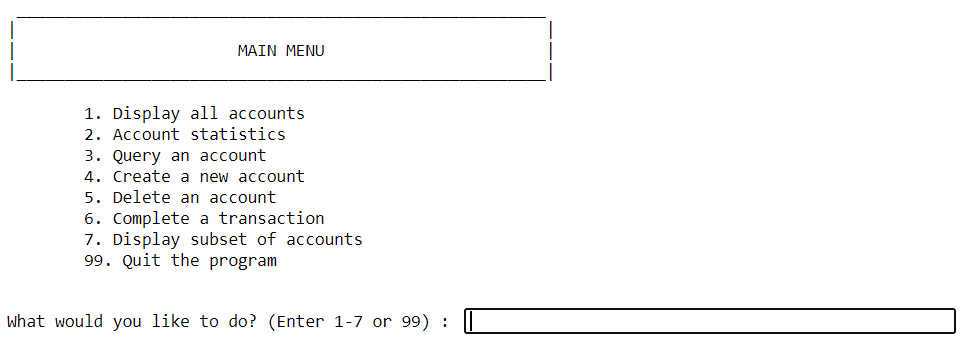 MAIN MENU
1. Display all accounts
2. Account statistics
3. Query an account
4. Create a new account
5. Delete an account
6. Complete a transaction
7. Display subset of accounts
99. Quit the program
What would you like to do? (Enter 1-7 or 99) :